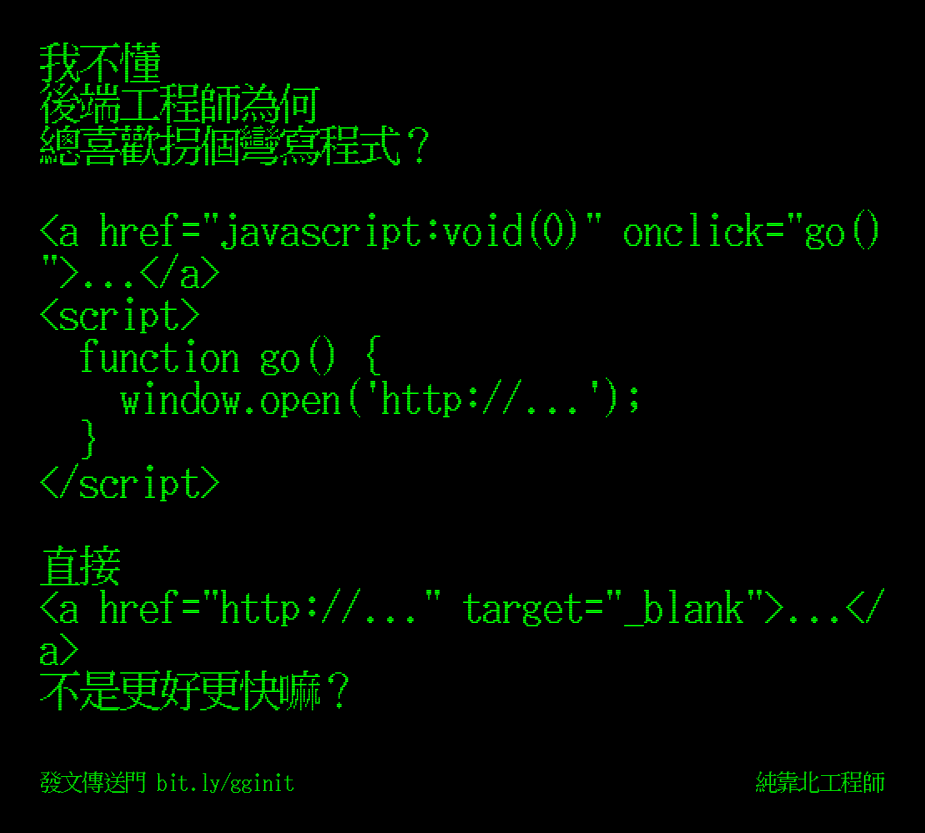 我不懂
後端工程師為何
總喜歡拐個彎寫程式？
<a href="javascript:void(0)" onclick="go()
">...</a>
<script>
  function go() {
    window.open('http://...');
  }
</script>
直接
<a href="http://..." target="_blank">...</
a>
不是更好更快嘛？
發文傳送門 bit.ly/gginit
純靠北工程師